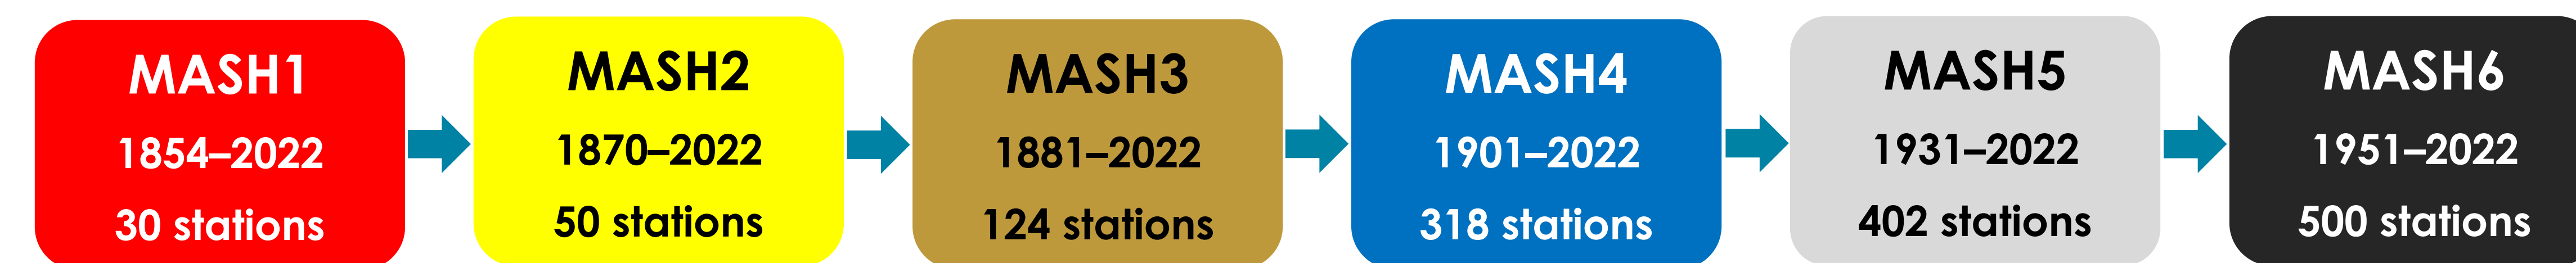 MASH1
1854–2022
30 stations
MASH2
1870–2022
50 stations
MASH3
1881–2022
124 stations
MASH4
1901–2022
318 stations
MASH5
1931–2022
402 stations
MASH6
1951–2022
500 stations